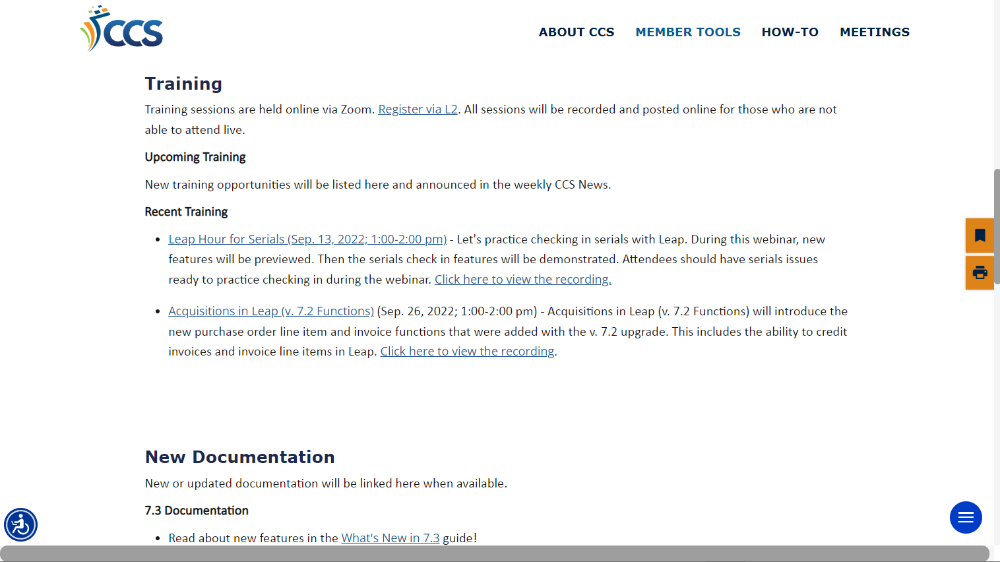 CCS
ABOUT CCS
MEMBER TOOLS
HOW-TO
MEETINGS
Training
Training sessions are held online via Zoom. Register via L2. All sessions will be recorded and posted online for those who are not
able to attend live.
Upcoming Training
New training opportunities will be listed here and announced in the weekly CCS News.
Recent Training
• Leap Hour for Serials (Sep. 13, 2022; 1:00-2:00 pm) - Let's practice checking in serials with Leap. During this webinar, new
features will be previewed. Then the serials check in features will be demonstrated. Attendees should have serials issues
ready to practice checking in during the webinar. Click here to view the recording.
• Acquisitions in Leap (v. 7.2 Functions) (Sep. 26, 2022; 1:00-2:00 pm) - Acquisitions in Leap (v. 7.2 Functions) will introduce the
new purchase order line item and invoice functions that were added with the v. 7.2 upgrade. This includes the ability to credit
invoices and invoice line items in Leap. Click here to view the recording.
New Documentation
New or updated documentation will be linked here when available.
7.3 Documentation
• Read about new features in the What's New in 7.3 guide!